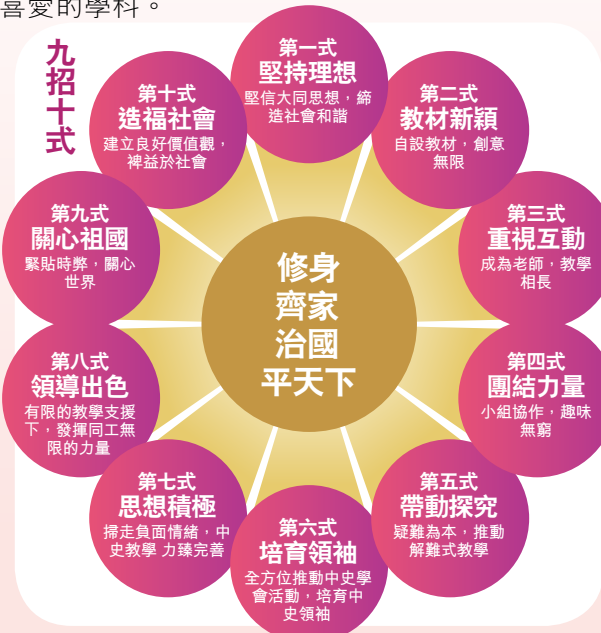 喜愛的學科。
九招十式
第一式
堅持理想
堅信大同思想，締
造社會和諧
第二式
教材新穎
自設教材，創意
無限
第三式
重視互動
成為老師，教學
相長
第四式
團結力量
小組協作，趣味
無窮
第五式
帶動探究
疑難為本，推動
解難式教學
第六式
培育領袖
全方位推動中史學
會活動，培育中
史領袖
第七式
思想積極
掃走負面情緒，中
史教學 力臻完善
第八式
領導出色
有限的教學支援
下，發揮同工無
限的力量
第九式
關心祖國
緊貼時弊，關心
世界
第十式
造福社會
建立良好價值觀，
裨益於社會
修身
齊家
治國
平天下